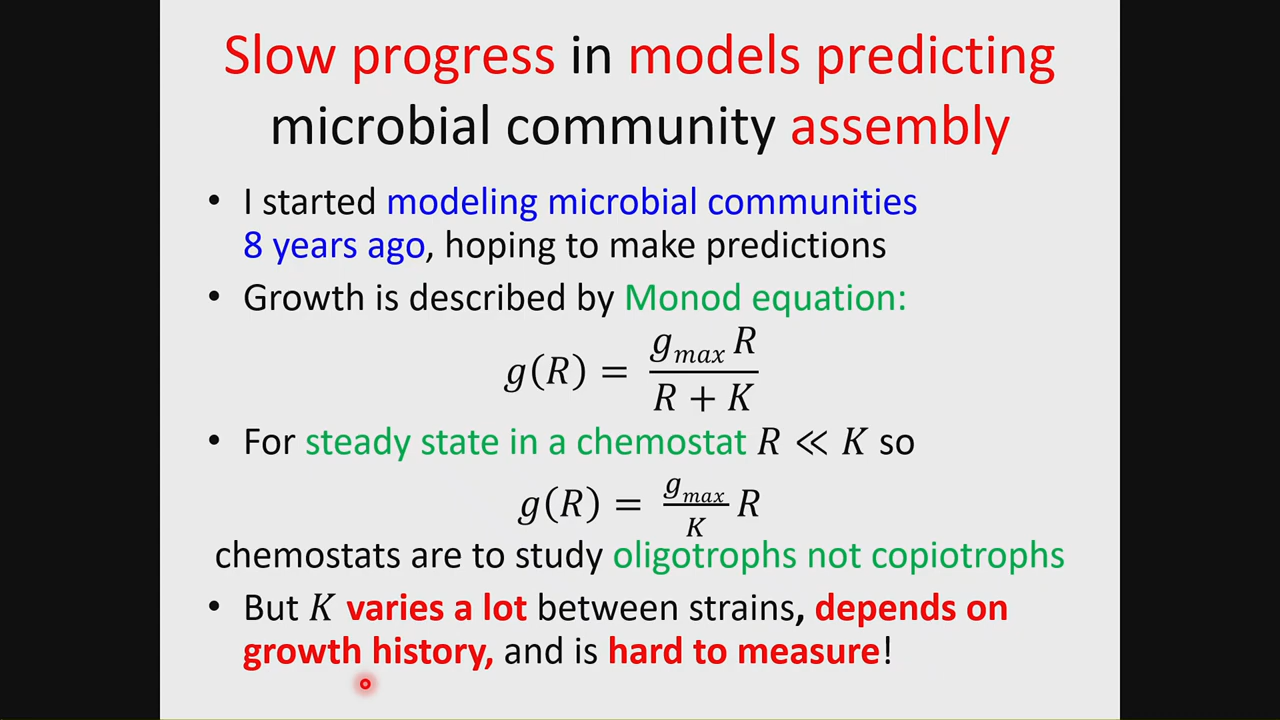 Slow progress in models predicting
microbial community assembly
• I started modeling microbial communities
8 years ago, hoping to make predictions
• Growth is described by Monod equation:
g(R) = g_max R / R + K
• For steady state in a chemostat R ≪ K so
g(R) = g_max / K R
chemostats are to study oligotrophs not copiotrophs
• But K varies a lot between strains, depends on
growth history, and is hard to measure!